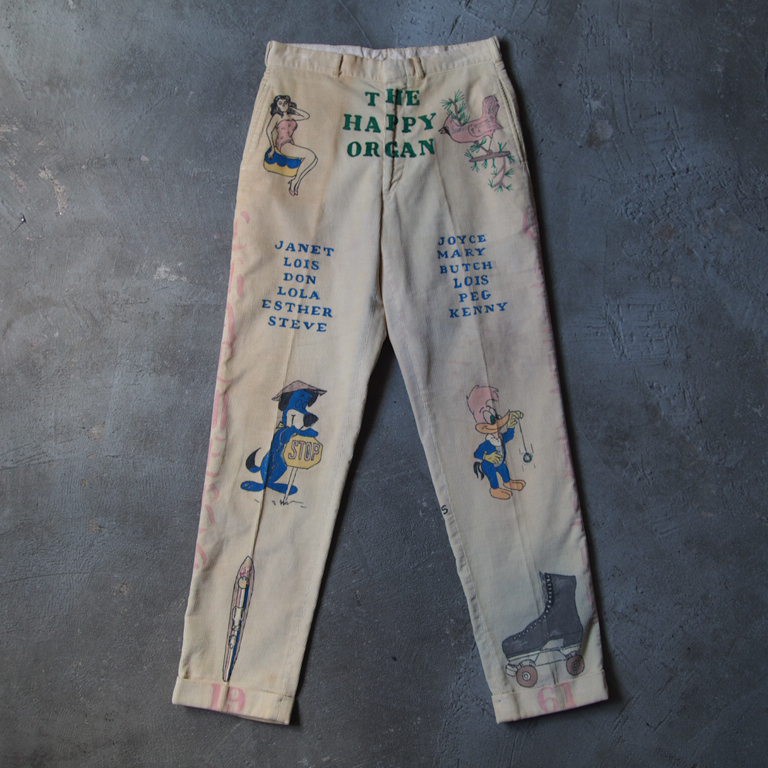 THE
HAPPY
ORGAN
JANET
LOIS
DON
LOLA
ESTHER
STEVE
JOYCE
MARY
BUTCH
LOIS
PEG
KENNY
STOP
S
19
61